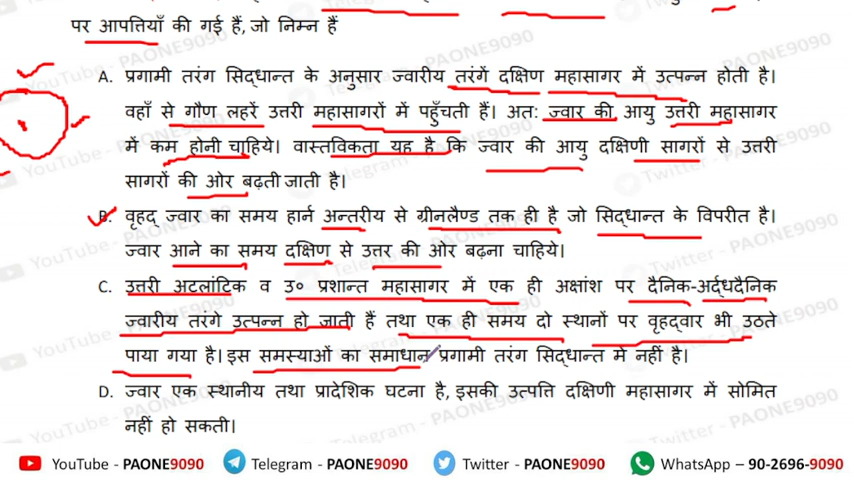 पर आपत्तियाँ की गई हैं, जो निम्न हैं
A. प्रगामी तरंग सिद्धान्त के अनुसार ज्वारीय तरंगें दक्षिण महासागर में उत्पन्न होती है।
वहाँ से गौण लहरें उत्तरी महासागरों में पहुँचती हैं। अतः ज्वार की आयु उत्तरी महासागर
में कम होनी चाहिये। वास्तविकता यह है कि ज्वार की आयु दक्षिणी सागरों से उत्तरी
सागरों की ओर बढ़ती जाती है।
B. वृहद् ज्वार का समय हार्न अन्तरीय से ग्रीनलैण्ड तक ही है जो सिद्धान्त के विपरीत है।
ज्वार आने का समय दक्षिण से उत्तर की ओर बढ़ना चाहिए।
C. उत्तरी अटलांटिक व उ० प्रशान्त महासागर में एक ही अक्षांश पर दैनिक-अर्द्धदैनिक
ज्वारीय तरंगे उत्पन्न हो जाती हैं तथा एक ही समय दो स्थानों पर वृहद्वार भी उठते
पाया गया है। इस समस्याओं का समाधान प्रगामी तरंग सिद्धान्त मे नहीं है।
D. ज्वार एक स्थानीय तथा प्रादेशिक घटना है, इसकी उत्पत्ति दक्षिणी महासागर में सोमित
नहीं हो सकती।
YouTube - PAONE9090 Telegram - PAONE9090 Twitter - PAONE9090 WhatsApp – 90-2696-9090